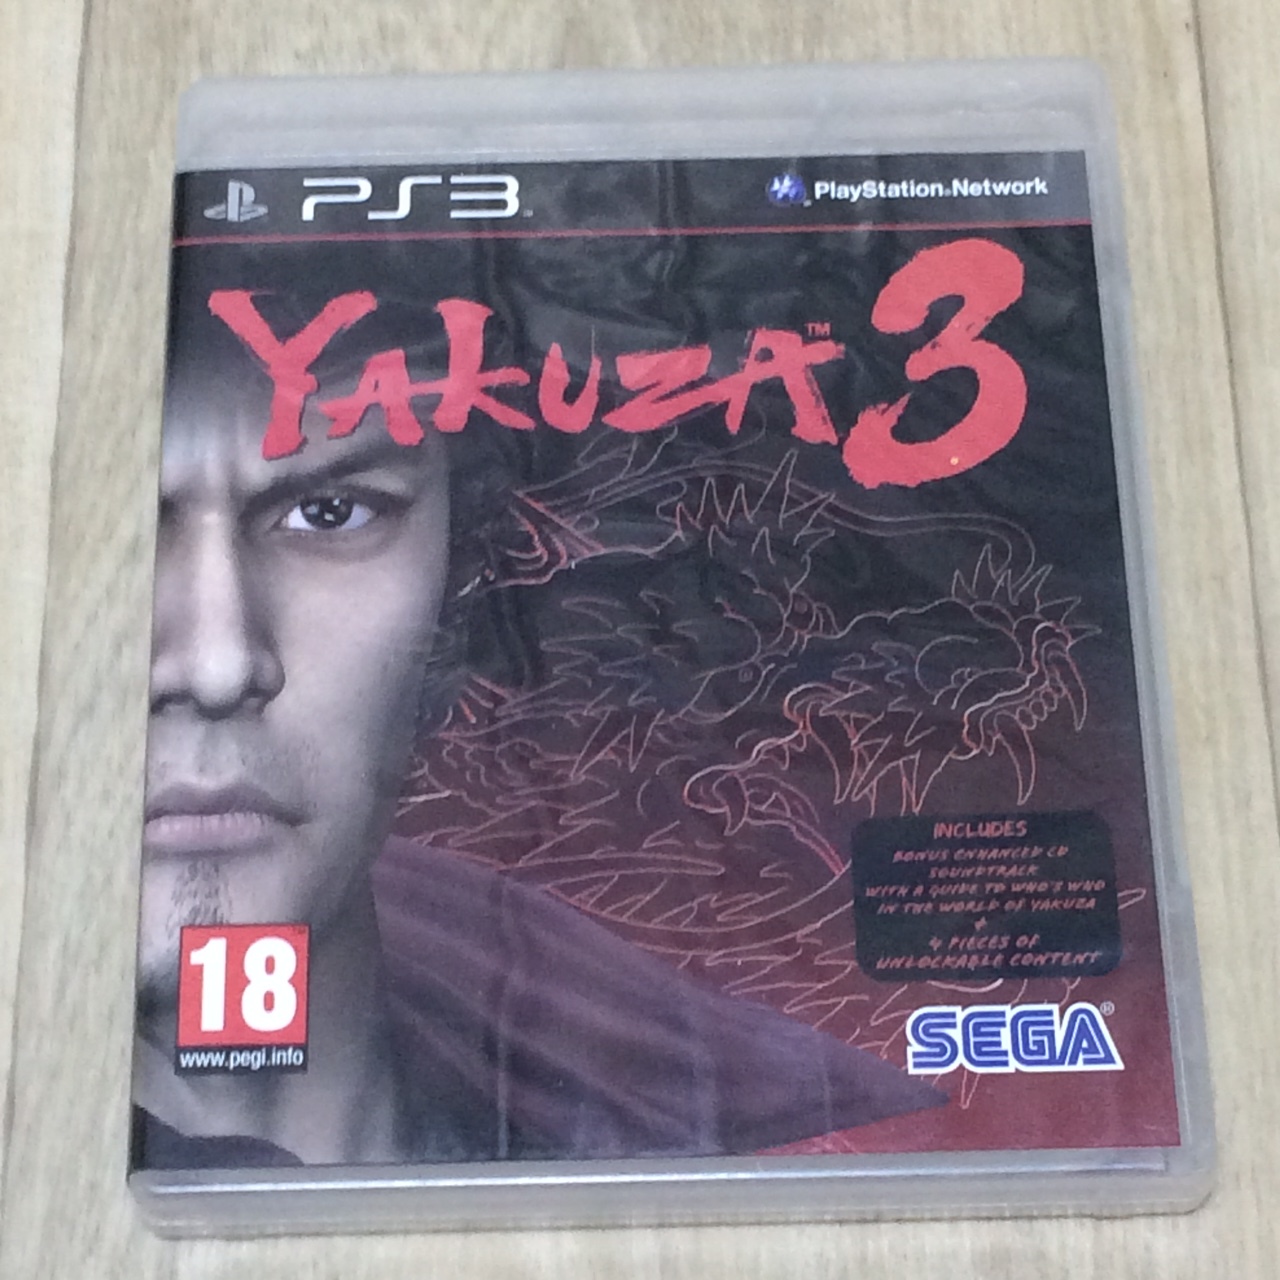 PS3
PlayStation®Network
YAKUZA™ 3
INCLUDES
BONUS ENHANCED CD
SOUNDTRACK
WITH A GUIDE TO WHO'S WHO
IN THE WORLD OF YAKUZA
+
4 PIECES OF
UNLOCKABLE CONTENT
18
www.pegi.info
SEGA®